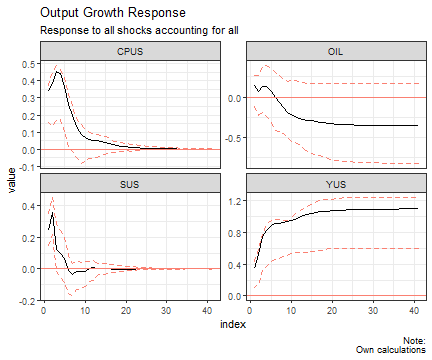 Output Growth Response
Response to all shocks accounting for all
CPUS
OIL
0.5
0.4
0.3
0.2
0.1
0.0
-0.1
0.0
-0.5
value
SUS
YUS
0.4
0.2
0.0
-0.2
1.2
0.8
0.4
0.0
0 10 20 30 40
0 10 20 30 40
index
Note:
Own calculations